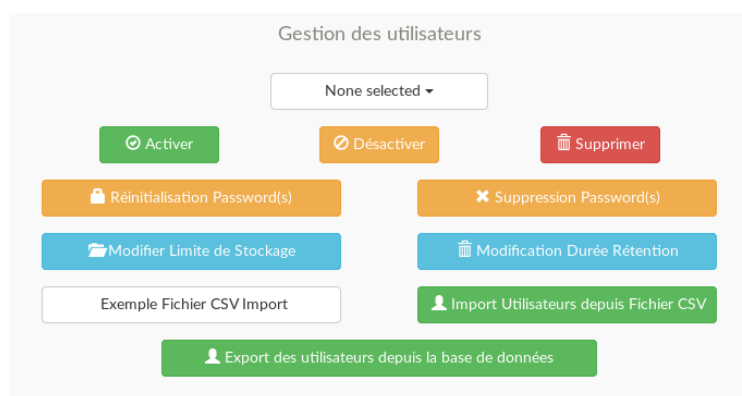 Gestion des utilisateurs
None selected
Activer
Désactiver
Supprimer
Réinitialisation Password(s)
Suppression Password(s)
Modifier Limite de Stockage
Modification Durée Rétention
Exemple Fichier CSV Import
Import Utilisateurs depuis Fichier CSV
Export des utilisateurs depuis la base de données